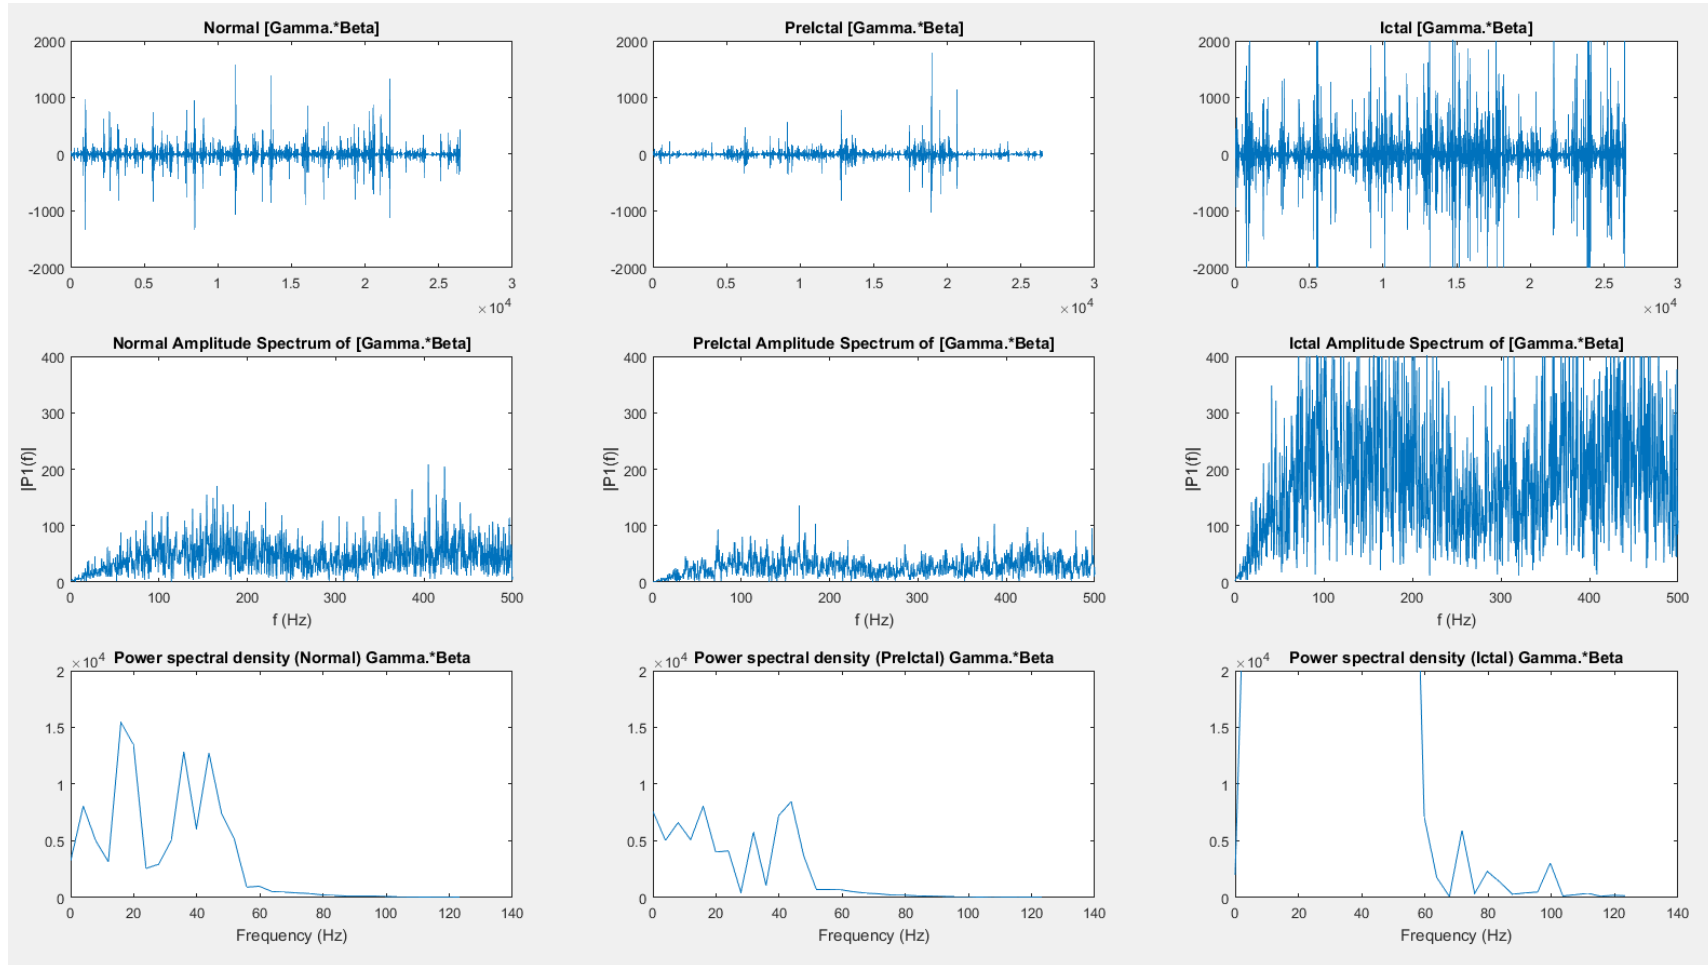 Normal [Gamma.*Beta]
PreIctal [Gamma.*Beta]
Ictal [Gamma.*Beta]
2000
1000
0
-1000
-2000
0 0.5 1 1.5 2 2.5 3
×10^4
2000
1000
0
-1000
-2000
0 0.5 1 1.5 2 2.5 3
×10^4
2000
1000
0
-1000
-2000
0 0.5 1 1.5 2 2.5 3
×10^4
Normal Amplitude Spectrum of [Gamma.*Beta]
PreIctal Amplitude Spectrum of [Gamma.*Beta]
Ictal Amplitude Spectrum of [Gamma.*Beta]
|P1(f)|
400
300
200
100
0
0 100 200 300 400 500
f (Hz)
|P1(f)|
400
300
200
100
0
0 100 200 300 400 500
f (Hz)
|P1(f)|
400
300
200
100
0
0 100 200 300 400 500
f (Hz)
Power spectral density (Normal) Gamma.*Beta
Power spectral density (PreIctal) Gamma.*Beta
Power spectral density (Ictal) Gamma.*Beta
×10^4
2
1.5
1
0.5
0
0 20 40 60 80 100 120 140
Frequency (Hz)
×10^4
2
1.5
1
0.5
0
0 20 40 60 80 100 120 140
Frequency (Hz)
×10^4
2
1.5
1
0.5
0
0 20 40 60 80 100 120 140
Frequency (Hz)